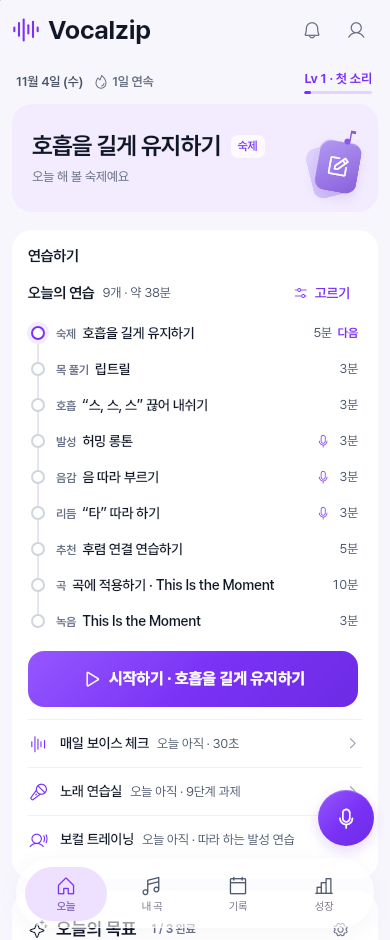 Vocalzip
11월 4일 (수) 1일 연속 Lv 1 · 첫 소리
호흡을 길게 유지하기 숙제
오늘 해 볼 숙제예요
연습하기
오늘의 연습 9개 · 약 38분 고르기
숙제 호흡을 길게 유지하기 5분 다음
목 풀기 립트릴 3분
호흡 “스, 스, 스” 끊어 내쉬기 3분
발성 허밍 롱톤 3분
음감 음 따라 부르기 3분
리듬 “타” 따라 하기 3분
추천 후렴 연결 연습하기 5분
곡 곡에 적용하기 · This Is the Moment 10분
녹음 This Is the Moment 3분
시작하기 · 호흡을 길게 유지하기
매일 보이스 체크 오늘 아직 · 30초
노래 연습실 오늘 아직 · 9단계 과제
보컬 트레이닝 오늘 아직 · 따라 하는 발성 연습
오늘 내 곡 기록 성장
오늘의 목표 1 / 3 완료